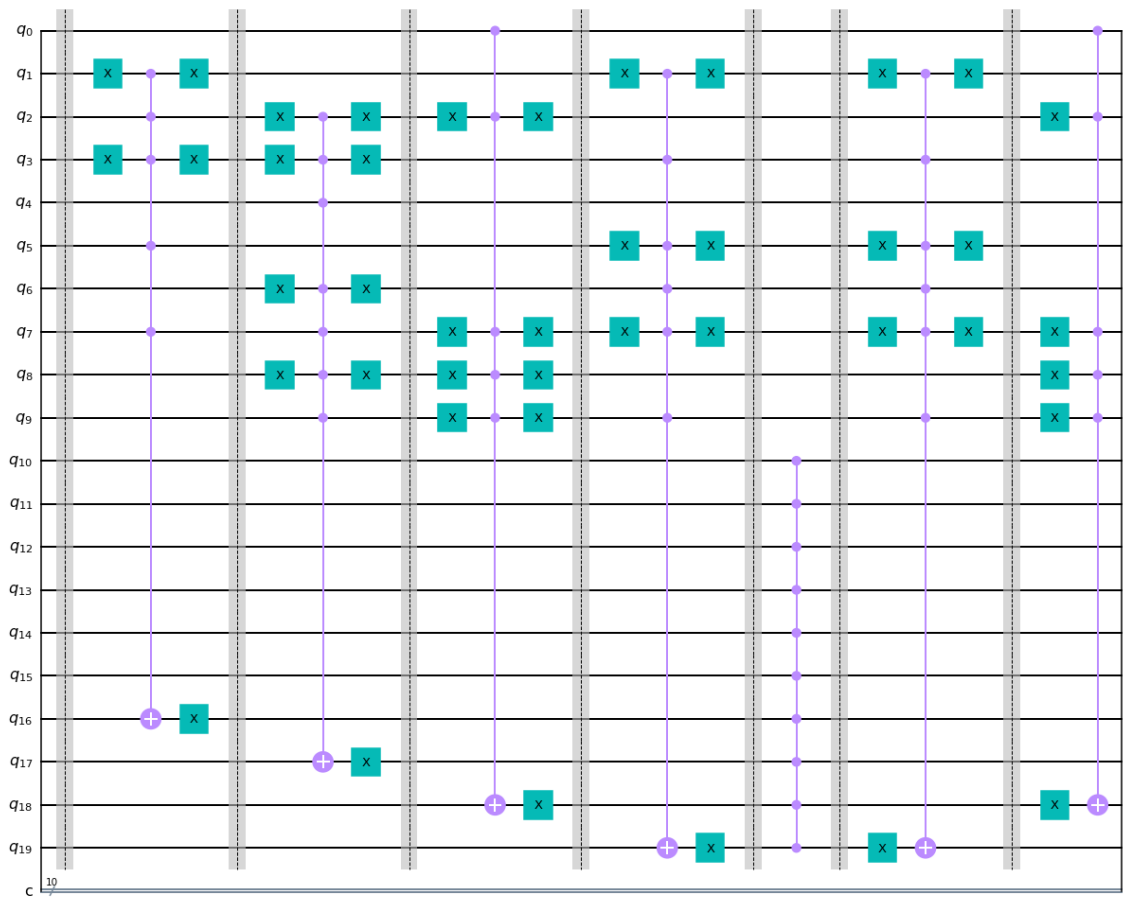 q0
q1 X X X X
q2 X X X X X
q3 X X X X
q4
q5 X X X X
q6 X X
q7 X X X X X X X
q8 X X X X X
q9 X X X
q10
q11
q12
q13
q14
q15
q16 X
q17 X
q18 X X
q19 X X
10
c